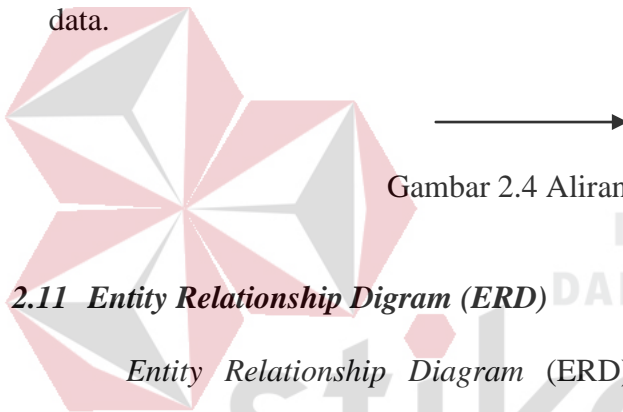 data.
Gambar 2.4 Aliran
2.11 Entity Relationship Digram (ERD)
Entity Relationship Diagram (ERD)